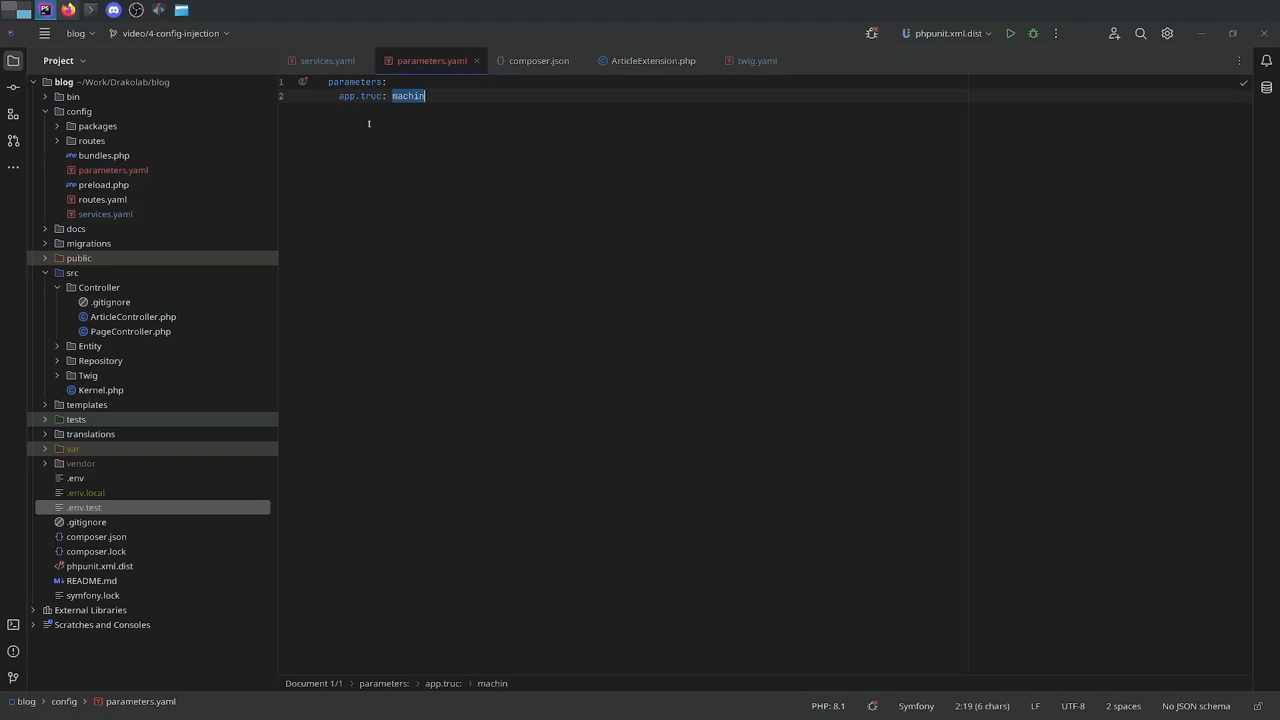 PS
blog
video/4-config-injection
phpunit.xml.dist
Project
services.yaml
parameters.yaml
composer.json
ArticleExtension.php
twig.yaml
blog ~/Work/Drakolab/blog
bin
config
packages
routes
bundles.php
parameters.yaml
preload.php
routes.yaml
services.yaml
docs
migrations
public
src
Controller
.gitignore
ArticleController.php
PageController.php
Entity
Repository
Twig
Kernel.php
templates
tests
translations
var
vendor
.env
.env.local
.env.test
.gitignore
composer.json
composer.lock
phpunit.xml.dist
README.md
symfony.lock
External Libraries
Scratches and Consoles
1 parameters:
2 app.truc: machin
Document 1/1 parameters: app.truc: machin
blog config parameters.yaml
PHP: 8.1 Symfony 2:19 (6 chars) LF UTF-8 2 spaces No JSON schema